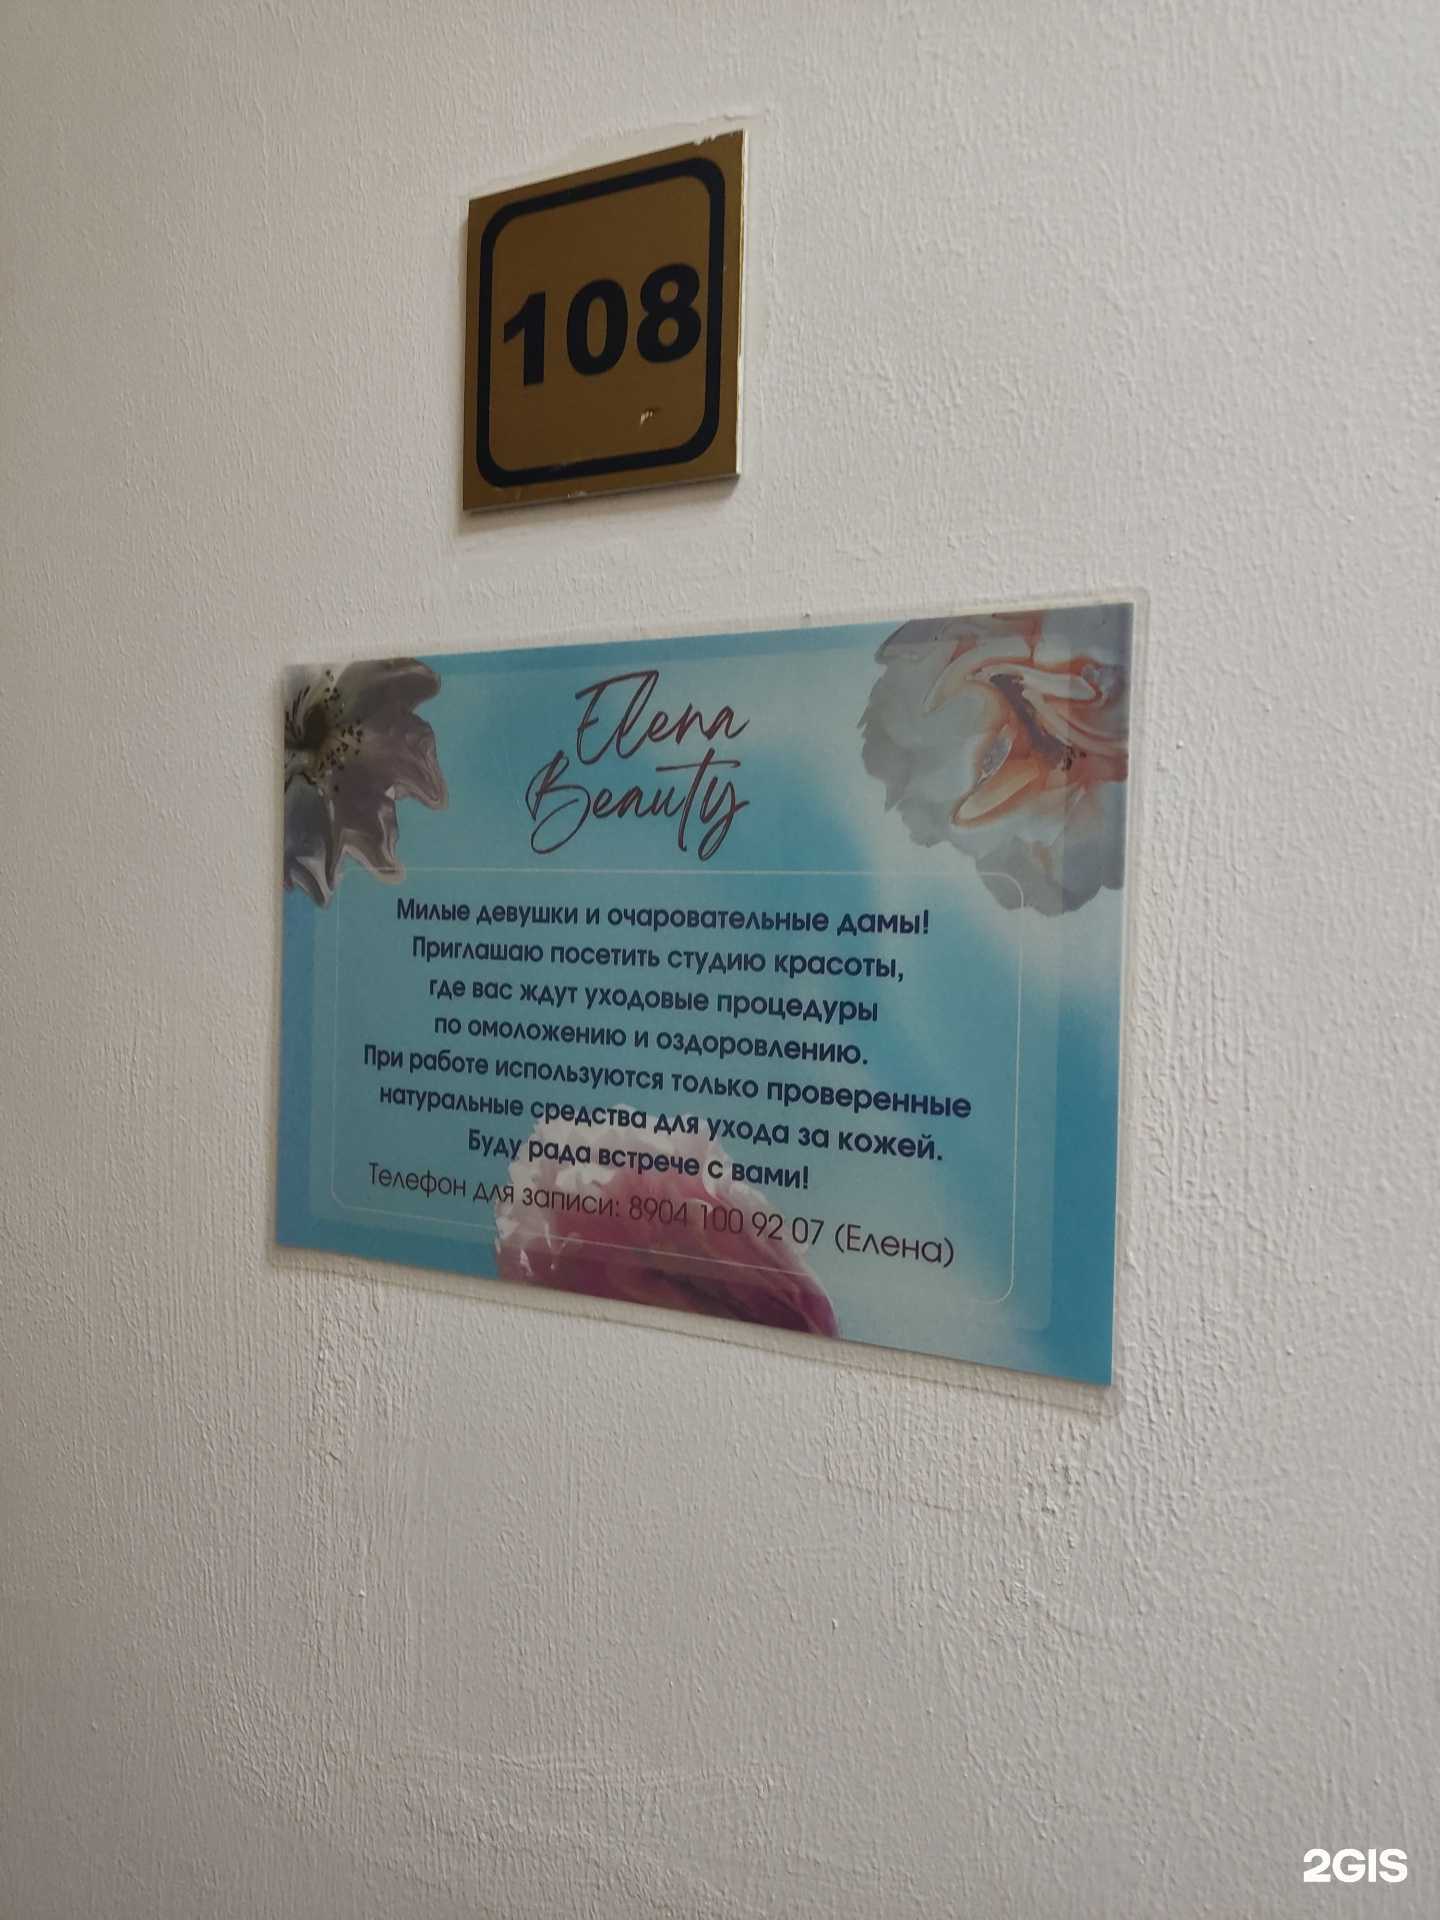 108
Elena
Beauty
Милые девушки и очаровательные дамы!
Приглашаю посетить студию красоты,
где вас ждут уходовые процедуры
по омоложению и оздоровлению.
При работе используются только проверенные
натуральные средства для ухода за кожей.
Буду рада встрече с вами!
Телефон для записи: 8904 100 92 07 (Елена)
2GIS